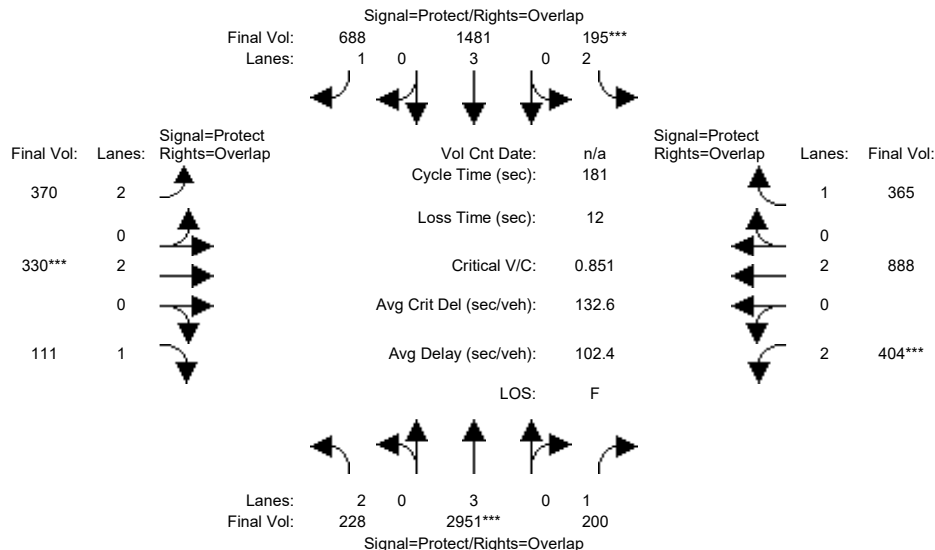 Signal=Protect/Rights=Overlap
Final Vol: 688 1481 195***
Lanes: 1 0 3 0 2
Signal=Protect Signal=Protect
Final Vol: Lanes: Rights=Overlap Vol Cnt Date: n/a Rights=Overlap Lanes: Final Vol:
Cycle Time (sec): 181
370 2 1 365
Loss Time (sec): 12
0 0
330*** 2 Critical V/C: 0.851 2 888
0 Avg Crit Del (sec/veh): 132.6 0
111 1 Avg Delay (sec/veh): 102.4 2 404***
LOS: F
Lanes: 2 0 3 0 1
Final Vol: 228 2951*** 200
Signal=Protect/Rights=Overlap